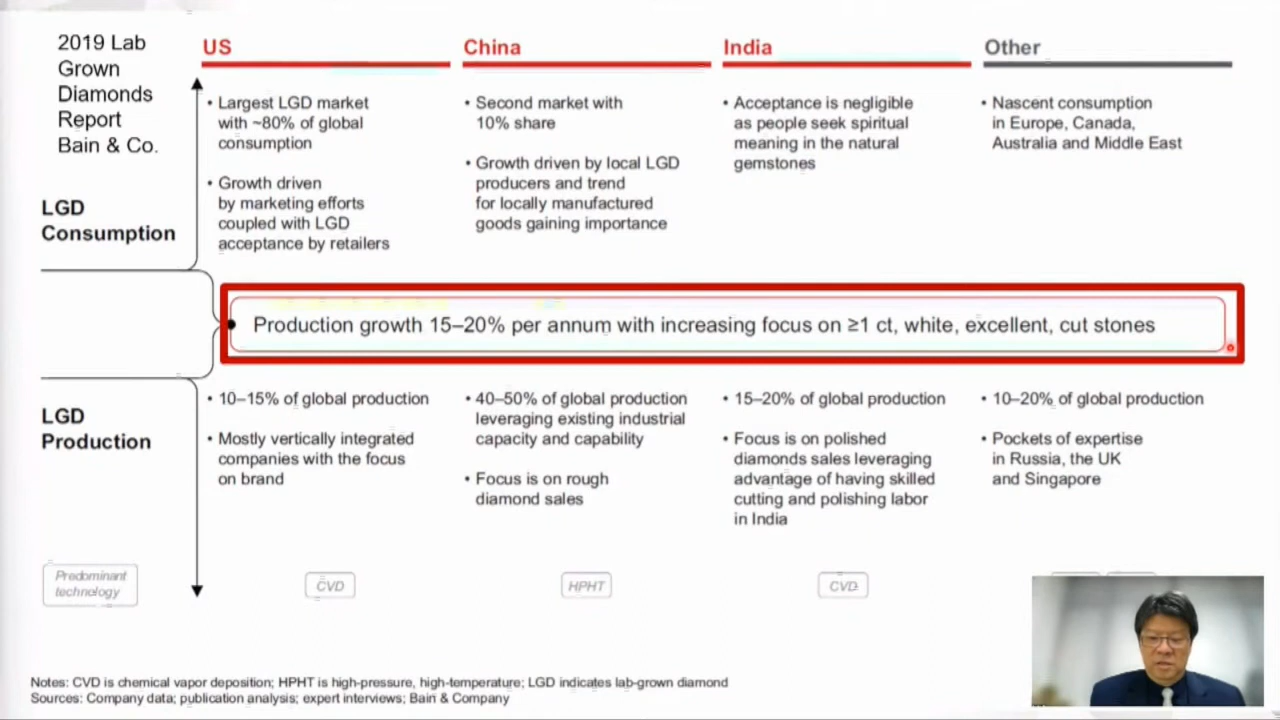 2019 Lab
Grown
Diamonds
Report
Bain & Co.
US
China
India
Other
LGD
Consumption
• Largest LGD market
with ~80% of global
consumption
• Growth driven
by marketing efforts
coupled with LGD
acceptance by retailers
• Second market with
10% share
• Growth driven by local LGD
producers and trend
for locally manufactured
goods gaining importance
• Acceptance is negligible
as people seek spiritual
meaning in the natural
gemstones
• Nascent consumption
in Europe, Canada,
Australia and Middle East
Production growth 15–20% per annum with increasing focus on ≥1 ct, white, excellent, cut stones
LGD
Production
• 10–15% of global production
• Mostly vertically integrated
companies with the focus
on brand
• 40–50% of global production
leveraging existing industrial
capacity and capability
• Focus is on rough
diamond sales
• 15–20% of global production
• Focus is on polished
diamonds sales leveraging
advantage of having skilled
cutting and polishing labor
in India
• 10–20% of global production
• Pockets of expertise
in Russia, the UK
and Singapore
Predominant
technology
CVD
HPHT
CVD
Notes: CVD is chemical vapor deposition; HPHT is high-pressure, high-temperature; LGD indicates lab-grown diamond
Sources: Company data; publication analysis; expert interviews; Bain & Company